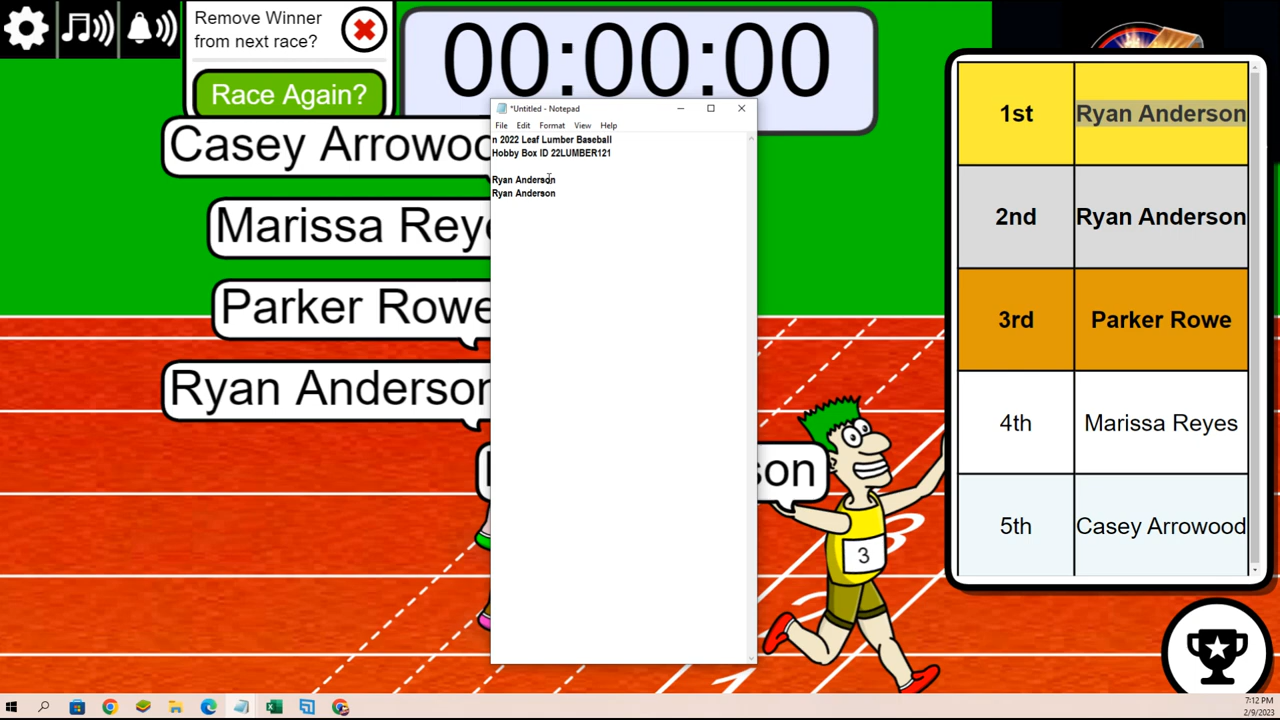 Remove Winner
from next race?
Race Again?
00:00:00
Casey Arrowoo
Marissa Rey
Parker Rowe
Ryan Anderson
son
3
*Untitled - Notepad
File Edit Format View Help
n 2022 Leaf Lumber Baseball
Hobby Box ID 22LUMBER121
Ryan Anderson
Ryan Anderson
1st Ryan Anderson
2nd Ryan Anderson
3rd Parker Rowe
4th Marissa Reyes
5th Casey Arrowood
7:12 PM
2/9/2023